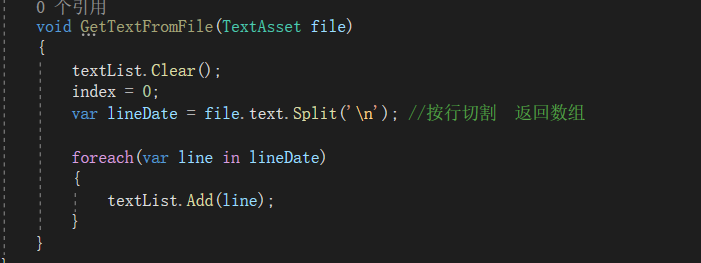 0 个引用
void GetTextFromFile(TextAsset file)
{
textList.Clear();
index = 0;
var lineDate = file.text.Split('\n'); //按行切割 返回数组
foreach(var line in lineDate)
{
textList.Add(line);
}
}